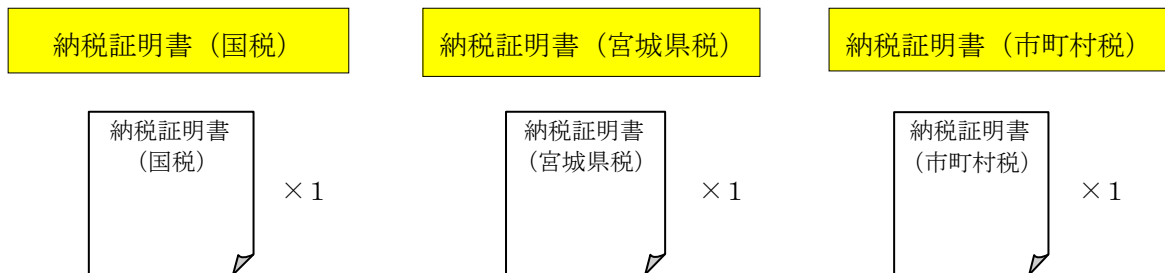 納税証明書（国税）
納税証明書（宮城県税）
納税証明書（市町村税）
納税証明書
（国税）
×１
納税証明書
（宮城県税）
×１
納税証明書
（市町村税）
×１